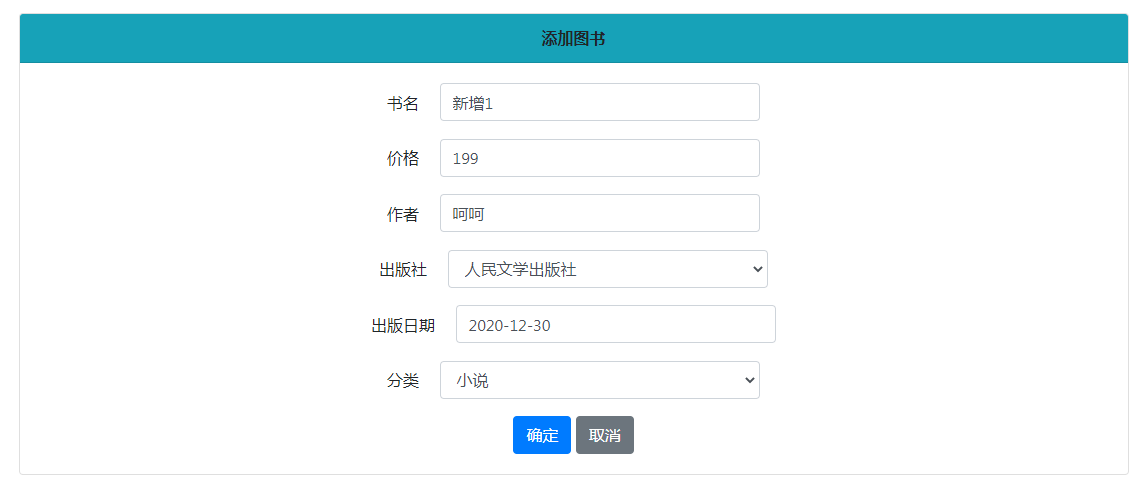 添加图书
书名 新增1
价格 199
作者 呵呵
出版社 人民文学出版社
出版日期 2020-12-30
分类 小说
确定 取消